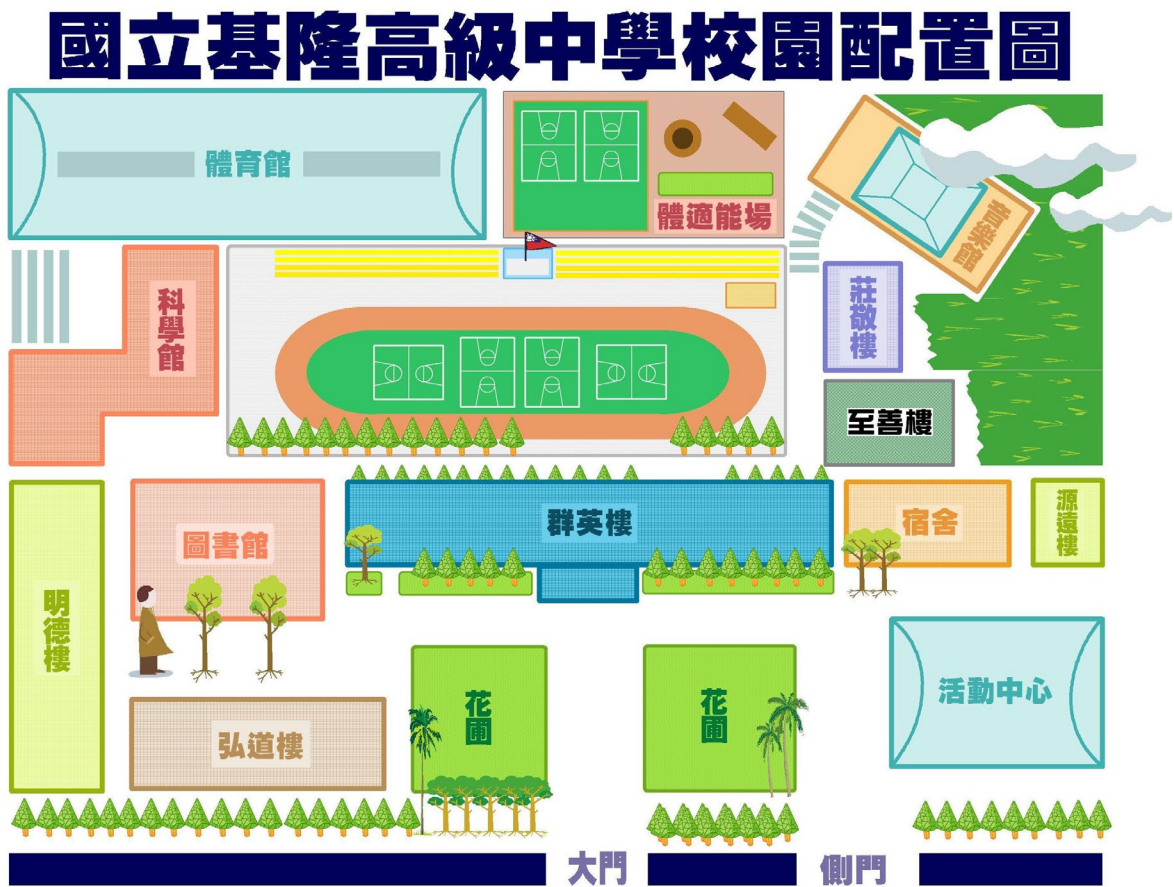 國立基隆高級中學校園配置圖
體育館
體適能場
音樂館
科學館
莊敬樓
至善樓
圖書館
群英樓
宿舍
源遠樓
明德樓
弘道樓
花圃
花圃
活動中心
大門
側門